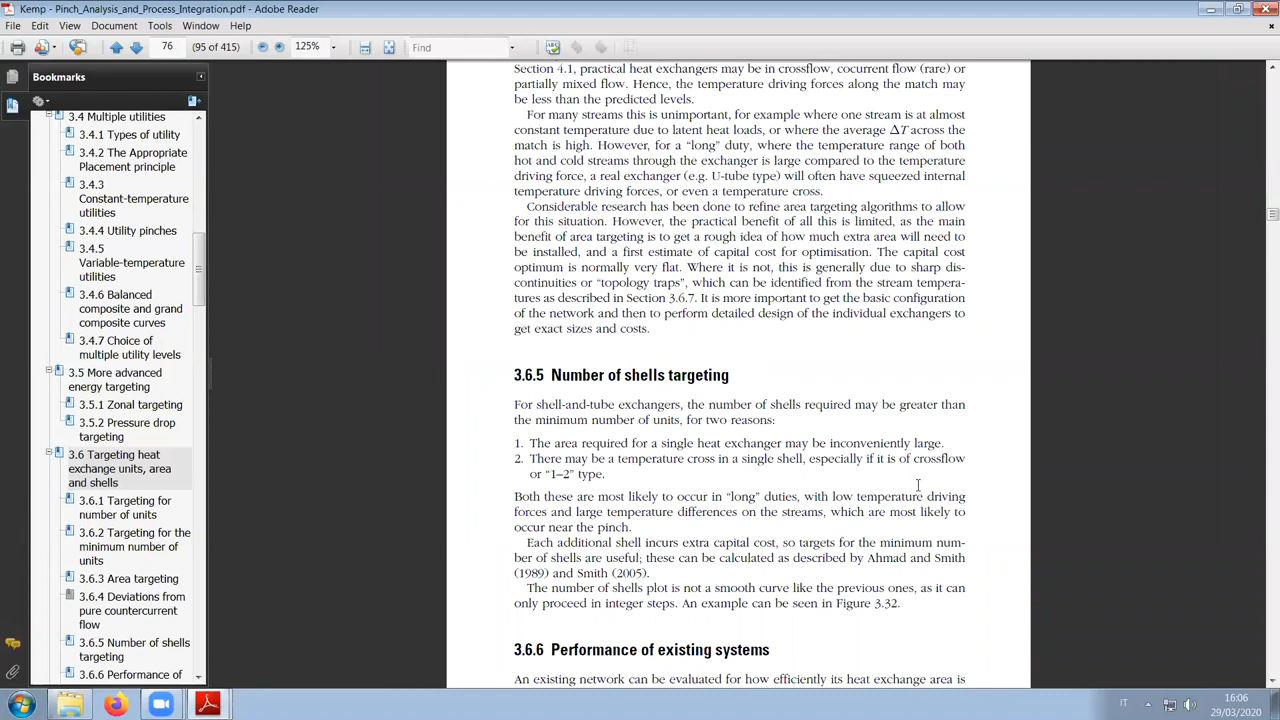 Kemp - Pinch_Analysis_and_Process_Integration.pdf - Adobe Reader
File Edit View Document Tools Window Help
76 (95 of 415) 125% Find
Bookmarks
3.4 Multiple utilities
3.4.1 Types of utility
3.4.2 The Appropriate
Placement principle
3.4.3
Constant-temperature
utilities
3.4.4 Utility pinches
3.4.5
Variable-temperature
utilities
3.4.6 Balanced
composite and grand
composite curves
3.4.7 Choice of
multiple utility levels
3.5 More advanced
energy targeting
3.5.1 Zonal targeting
3.5.2 Pressure drop
targeting
3.6 Targeting heat
exchange units, area
and shells
3.6.1 Targeting for
number of units
3.6.2 Targeting for the
minimum number of
units
3.6.3 Area targeting
3.6.4 Deviations from
pure countercurrent
flow
3.6.5 Number of shells
targeting
3.6.6 Performance of
Section 4.1, practical heat exchangers may be in crossflow, cocurrent flow (rare) or
partially mixed flow. Hence, the temperature driving forces along the match may
be less than the predicted levels.
For many streams this is unimportant, for example where one stream is at almost
constant temperature due to latent heat loads, or where the average ΔT across the
match is high. However, for a “long” duty, where the temperature range of both
hot and cold streams through the exchanger is large compared to the temperature
driving force, a real exchanger (e.g. U-tube type) will often have squeezed internal
temperature driving forces, or even a temperature cross.
Considerable research has been done to refine area targeting algorithms to allow
for this situation. However, the practical benefit of all this is limited, as the main
benefit of area targeting is to get a rough idea of how much extra area will need to
be installed, and a first estimate of capital cost for optimisation. The capital cost
optimum is normally very flat. Where it is not, this is generally due to sharp dis-
continuities or “topology traps”, which can be identified from the stream tempera-
tures as described in Section 3.6.7. It is more important to get the basic configuration
of the network and then to perform detailed design of the individual exchangers to
get exact sizes and costs.
3.6.5 Number of shells targeting
For shell-and-tube exchangers, the number of shells required may be greater than
the minimum number of units, for two reasons:
1. The area required for a single heat exchanger may be inconveniently large.
2. There may be a temperature cross in a single shell, especially if it is of crossflow
or “1–2” type.
Both these are most likely to occur in “long” duties, with low temperature driving
forces and large temperature differences on the streams, which are most likely to
occur near the pinch.
Each additional shell incurs extra capital cost, so targets for the minimum num-
ber of shells are useful; these can be calculated as described by Ahmad and Smith
(1989) and Smith (2005).
The number of shells plot is not a smooth curve like the previous ones, as it can
only proceed in integer steps. An example can be seen in Figure 3.32.
3.6.6 Performance of existing systems
An existing network can be evaluated for how efficiently its heat exchange area is
IT
16:06
29/03/2020